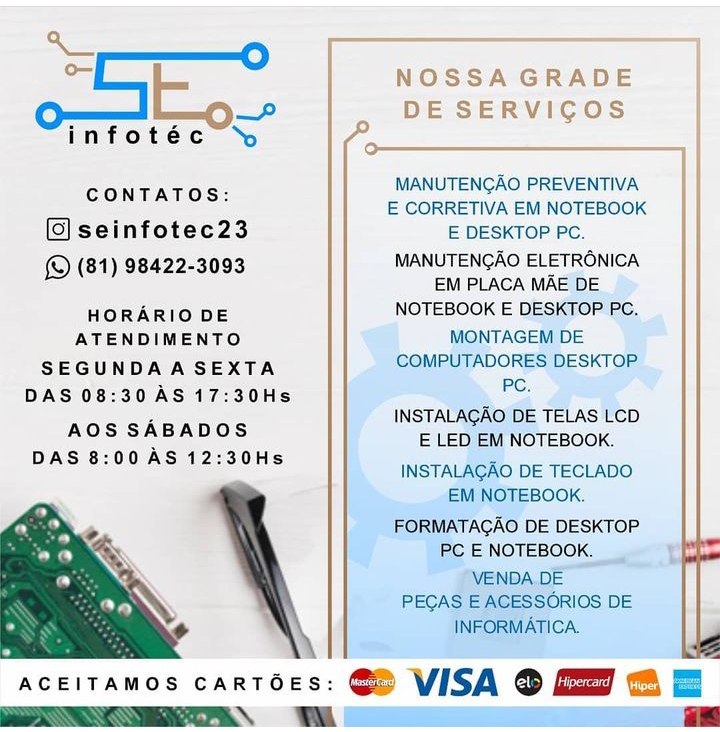 SE
infotéc
CONTATOS:
seinfotec23
(81) 98422-3093
HORÁRIO DE
ATENDIMENTO
SEGUNDA A SEXTA
DAS 08:30 ÀS 17:30Hs
AOS SÁBADOS
DAS 8:00 ÀS 12:30Hs
NOSSA GRADE
DE SERVIÇOS
MANUTENÇÃO PREVENTIVA
E CORRETIVA EM NOTEBOOK
E DESKTOP PC.
MANUTENÇÃO ELETRÔNICA
EM PLACA MÃE DE
NOTEBOOK E DESKTOP PC.
MONTAGEM DE
COMPUTADORES DESKTOP
PC.
INSTALAÇÃO DE TELAS LCD
E LED EM NOTEBOOK.
INSTALAÇÃO DE TECLADO
EM NOTEBOOK.
FORMATAÇÃO DE DESKTOP
PC E NOTEBOOK.
VENDA DE
PEÇAS E ACESSÓRIOS DE
INFORMÁTICA.
ACEITAMOS CARTÕES: MasterCard VISA elo Hipercard Hiper AMERICAN EXPRESS